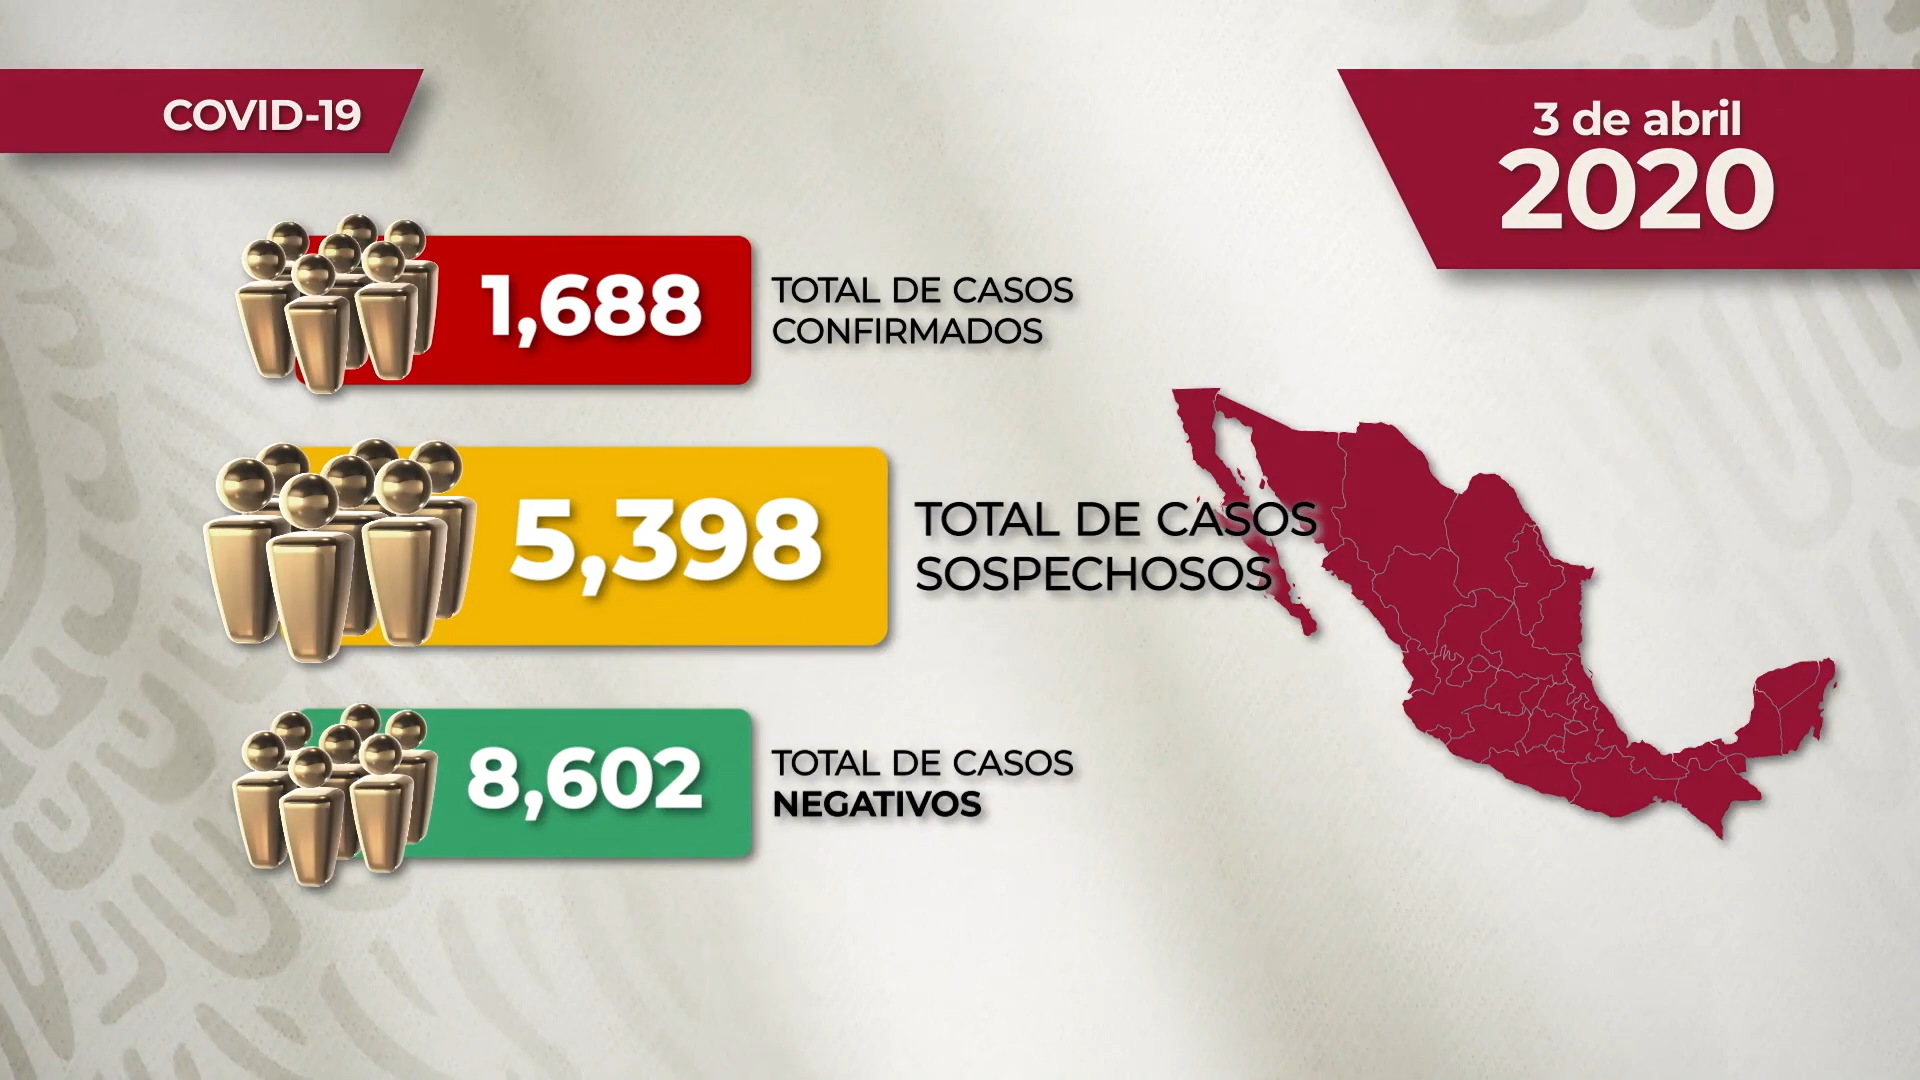 COVID-19
3 de abril
2020
1,688
TOTAL DE CASOS
CONFIRMADOS
5,398
TOTAL DE CASOS
SOSPECHOSOS
8,602
TOTAL DE CASOS
NEGATIVOS